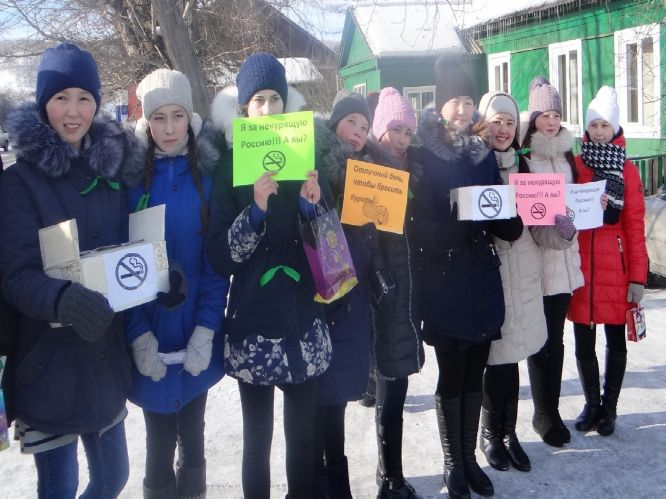 Я за некурящую
Россию!!! А вы?
Отличный день,
чтобы бросить
Курить!
Я за некурящую
Россию!!! А вы?